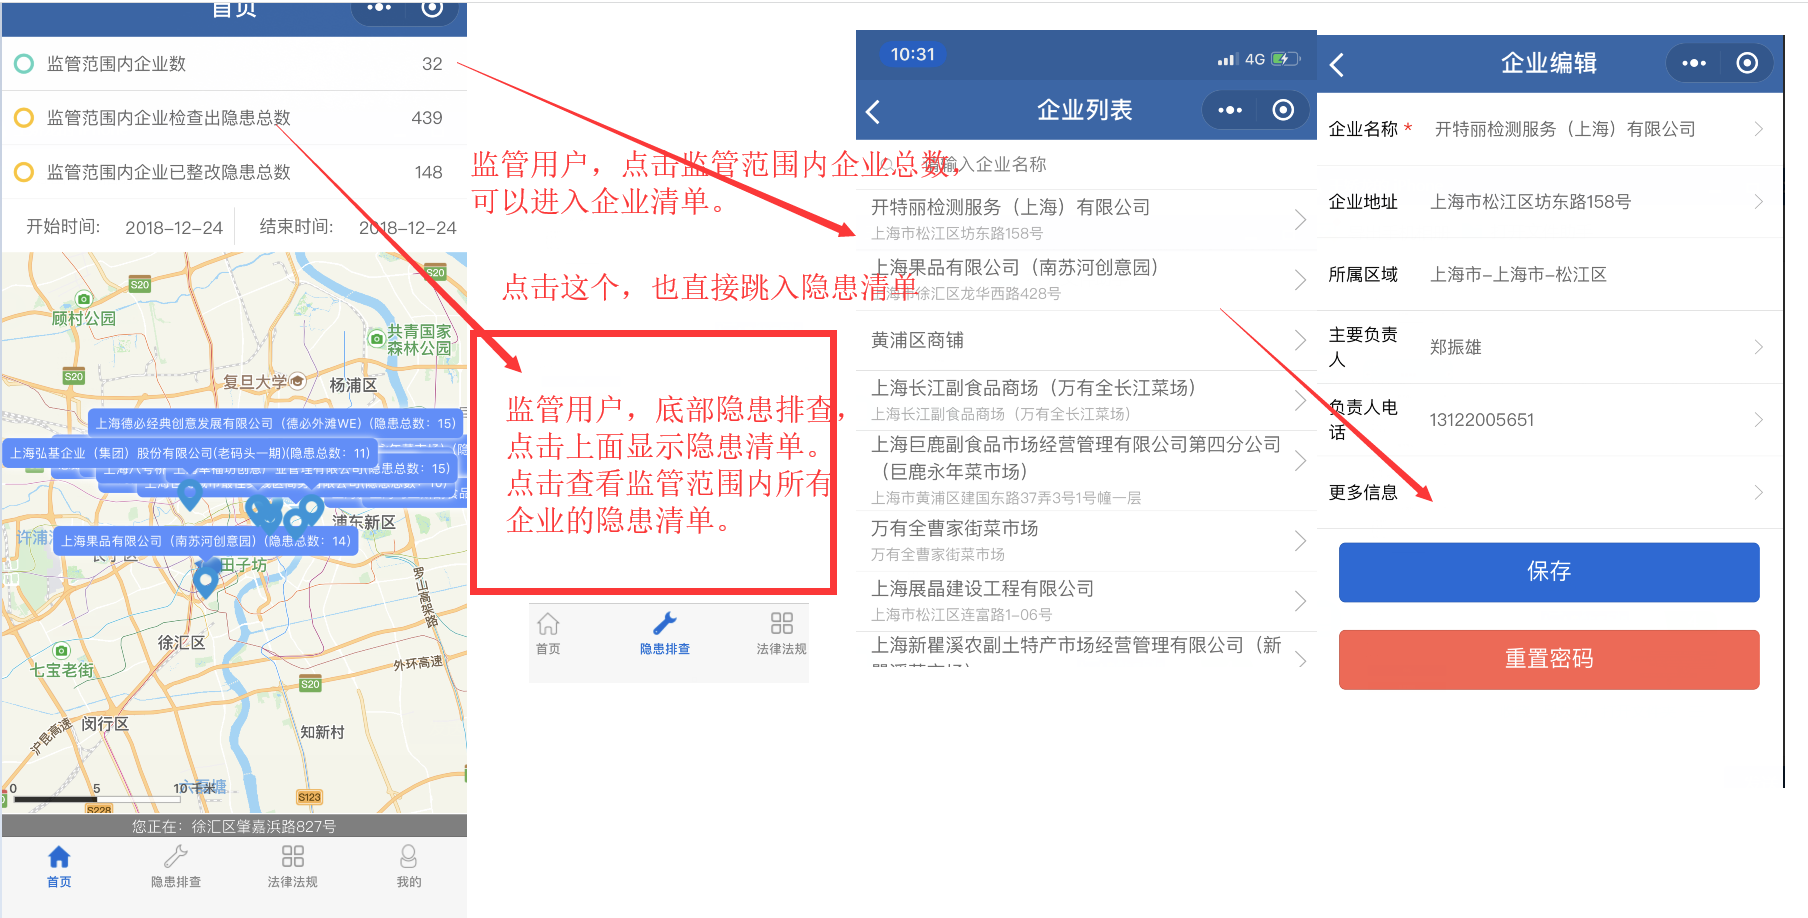 首页
监管范围内企业数 32
监管范围内企业检查出隐患总数 439
监管范围内企业已整改隐患总数 148
开始时间: 2018-12-24 结束时间: 2018-12-24
S20
S20
顾村公园
共青国家
森林公园
S20
复旦大学
杨浦区
上海德必经典创意发展有限公司（德必外滩WE）(隐患总数：15)
上海弘基企业（集团）股份有限公司(老码头一期)(隐患总数：11)
浦东新区
上海果品有限公司（南苏河创意园）(隐患总数：14)
田子坊
罗山高架路
徐汇区
七宝老街
外环高速
S20
闵行区
沪昆高速
知新村
0 5 10千米
S123
S228
您正在：徐汇区肇嘉浜路827号
首页 隐患排查 法律法规 我的
监管用户，点击监管范围内企业总数，
可以进入企业清单。
点击这个，也直接跳入隐患清单
监管用户，底部隐患排查，
点击上面显示隐患清单。
点击查看监管范围内所有
企业的隐患清单。
首页 隐患排查 法律法规
10:31 4G
企业列表
输入企业名称
开特丽检测服务（上海）有限公司
上海市松江区坊东路158号
上海果品有限公司（南苏河创意园）
上海市徐汇区龙华西路428号
黄浦区商铺
上海长江副食品商场（万有全长江菜场）
上海长江副食品商场（万有全长江菜场）
上海巨鹿副食品市场经营管理有限公司第四分公司
（巨鹿永年菜市场）
上海市黄浦区建国东路37弄3号1号幢一层
万有全曹家街菜市场
万有全曹家街菜市场
上海展晶建设工程有限公司
上海市松江区连富路1-06号
上海新瞿溪农副土特产市场经营管理有限公司（新
企业编辑
企业名称 * 开特丽检测服务（上海）有限公司
企业地址 上海市松江区坊东路158号
所属区域 上海市-上海市-松江区
主要负责人 郑振雄
负责人电话 13122005651
更多信息
保存
重置密码